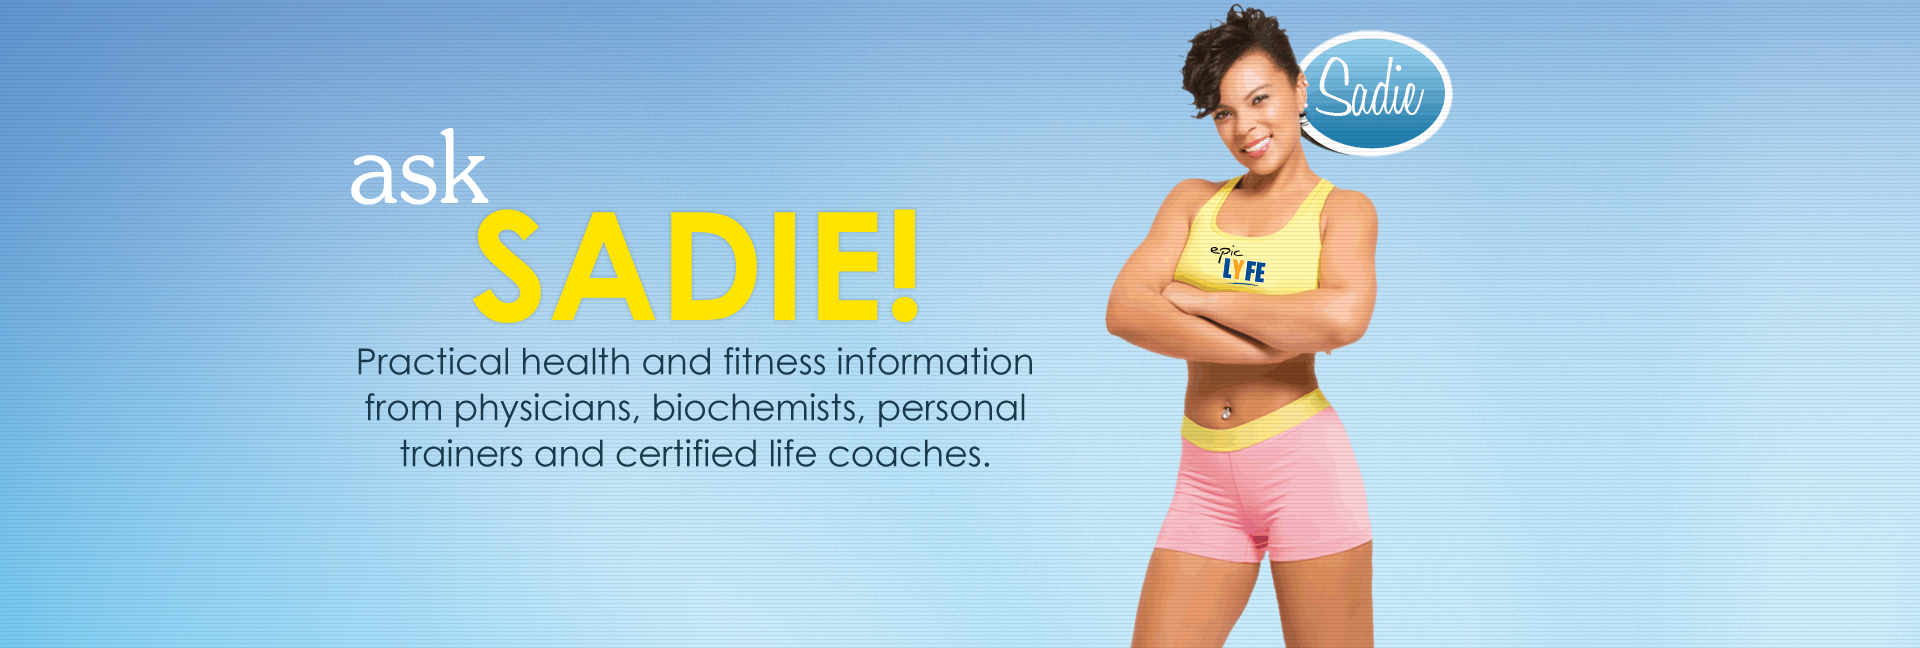 ask
SADIE!
Practical health and fitness information
from physicians, biochemists, personal
trainers and certified life coaches.
Sadie
epic
LYFE